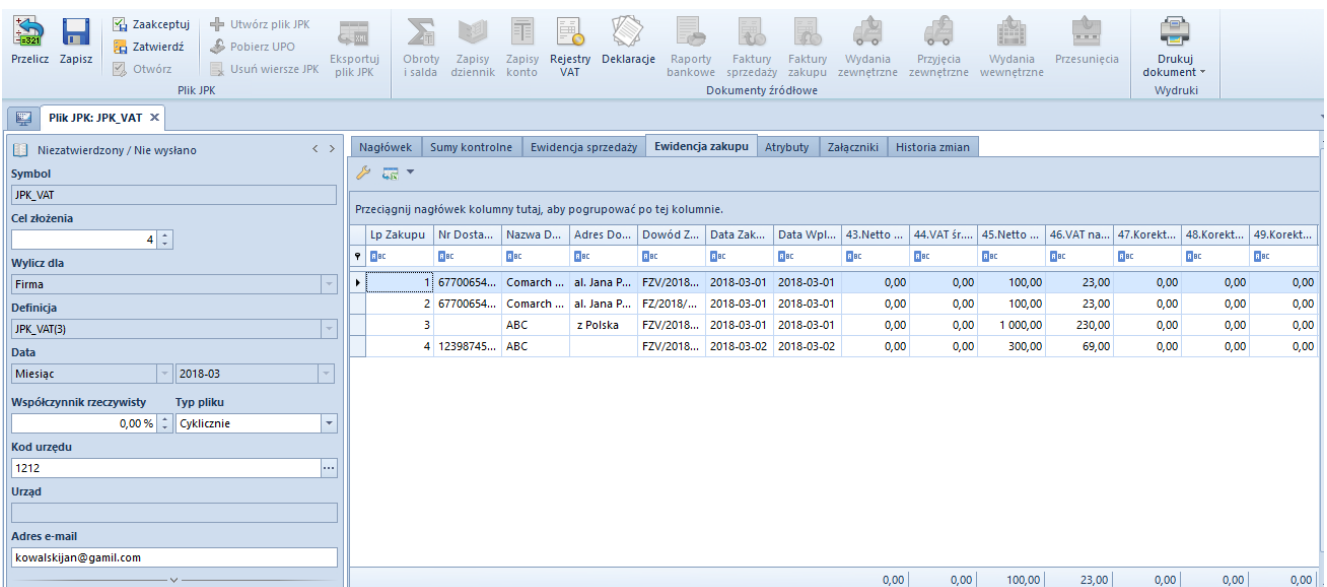 Zaakceptuj Utwórz plik JPK
Zatwierdź Pobierz UPO
Otwórz Usuń wiersze JPK
Przelicz Zapisz Eksportuj plik JPK Obroty i salda Zapisy dziennik Zapisy konto Rejestry VAT Deklaracje Raporty bankowe Faktury sprzedaży Faktury zakupu Wydania zewnętrzne Przyjęcia zewnętrzne Wydania wewnętrzne Przesunięcia Drukuj dokument
Plik JPK Dokumenty źródłowe Wydruki
Plik JPK: JPK_VAT
Niezatwierdzony / Nie wysłano
Symbol
JPK_VAT
Cel złożenia
4
Wylicz dla
Firma
Definicja
JPK_VAT(3)
Data
Miesiąc 2018-03
Współczynnik rzeczywisty Typ pliku
0,00 % Cyklicznie
Kod urzędu
1212
Urząd
Adres e-mail
kowalskijan@gamil.com
Nagłówek Sumy kontrolne Ewidencja sprzedaży Ewidencja zakupu Atrybuty Załączniki Historia zmian
Przeciągnij nagłówek kolumny tutaj, aby pogrupować po tej kolumnie.
Lp Zakupu Nr Dosta... Nazwa D... Adres Do... Dowód Z... Data Zak... Data Wpl... 43.Netto ... 44.VAT śr.... 45.Netto ... 46.VAT na... 47.Korekt... 48.Korekt... 49.Korekt...
1 67700654... Comarch ... al. Jana P... FZV/2018... 2018-03-01 2018-03-01 0,00 0,00 100,00 23,00 0,00 0,00 0,00
2 67700654... Comarch ... al. Jana P... FZ/2018/... 2018-03-01 2018-03-01 0,00 0,00 100,00 23,00 0,00 0,00 0,00
3 ABC z Polska FZV/2018... 2018-03-01 2018-03-01 0,00 0,00 1 000,00 230,00 0,00 0,00 0,00
4 12398745... ABC FZV/2018... 2018-03-02 2018-03-02 0,00 0,00 300,00 69,00 0,00 0,00 0,00
0,00 0,00 100,00 23,00 0,00 0,00 0,00